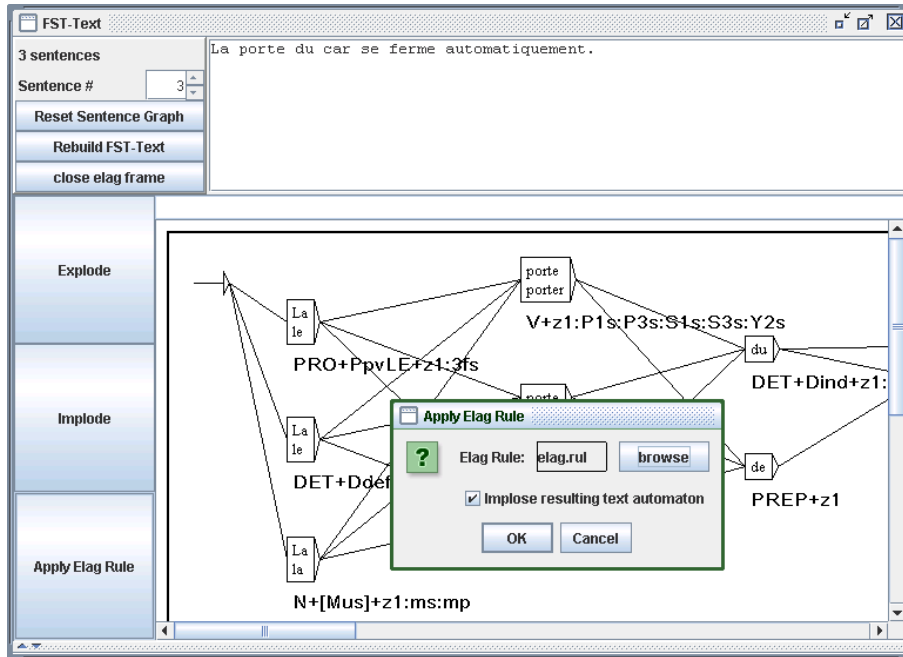 FST-Text
3 sentences
Sentence #
3
Reset Sentence Graph
Rebuild FST-Text
close elag frame
La porte du car se ferme automatiquement.
Explode
Implode
Apply Elag Rule
La
le
PRO+PpvLE+z1:3fs
La
le
DET+Ddef
La
la
N+[Mus]+z1:ms:mp
porte
porter
V+z1:P1s:P3s:S1s:S3s:Y2s
porte
du
DET+Dind+z1:
de
PREP+z1
Apply Elag Rule
?
Elag Rule:
elag.rul
browse
Implose resulting text automaton
OK
Cancel